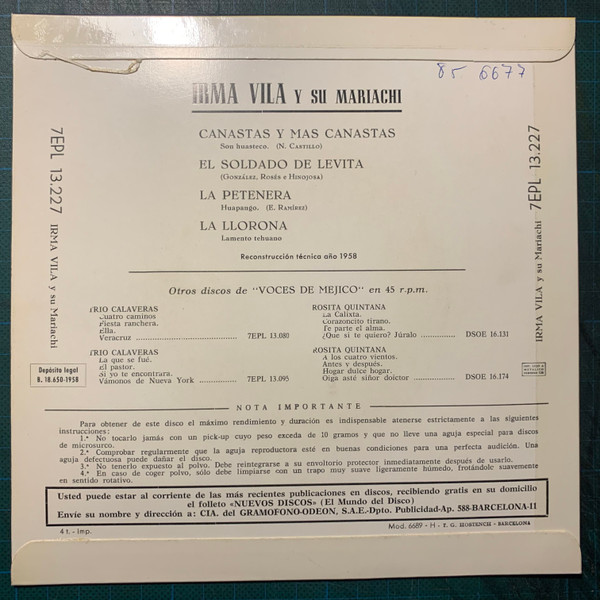 85 6677
IRMA VILA Y SU MARIACHI
CANASTAS Y MAS CANASTAS
Son huasteco. (N. CASTILLO)
EL SOLDADO DE LEVITA
(GONZÁLEZ, ROSÉS e HINOJOSA)
LA PETENERA
Huapango. (E. RAMÍREZ)
LA LLORONA
Lamento tehuano
Reconstrucción técnica año 1958
7EPL 13.227 IRMA VILA y su Mariachi
7EPL 13.227
IRMA VILA y su Mariachi
Otros discos de "VOCES DE MEJICO" en 45 r.p.m.
TRIO CALAVERAS
Cuatro caminos
Fiesta ranchera.
Ella.
Veracruz ................ 7EPL 13.080
TRIO CALAVERAS
La que se fué.
El pastor.
Si yo te encontrara.
Vámonos de Nueva York ................ 7EPL 13.095
ROSITA QUINTANA
La Calixta.
Corazoncito tirano.
Te parte el alma.
¿Que si te quiero? Júralo ............ DSOE 16.131
ROSITA QUINTANA
A los cuatro vientos.
Antes y después.
Hogar dulce hogar.
Oiga asté siñor doictor ............ DSOE 16.174
Depósito legal
B. 18.650-1958
NOTA IMPORTANTE
Para obtener de este disco el máximo rendimiento y duración es indispensable atenerse estrictamente a las siguientes
instrucciones:
1.ª No tocarlo jamás con un pick-up cuyo peso exceda de 10 gramos y que no lleve una aguja especial para discos
de microsurco.
2.ª Comprobar regularmente que la aguja reproductora esté en buenas condiciones para una perfecta audición. Una
aguja defectuosa puede dañar el disco.
3.ª No tenerlo expuesto al polvo. Debe reintegrarse a su envoltorio protector inmediatamente después de usarlo.
4.ª En caso de coger polvo, sólo debe limpiarse con un trapo muy suave ligeramente húmedo, frotándole suavemente
en sentido rotativo.
Usted puede estar al corriente de las más recientes publicaciones en discos, recibiendo gratis en su domicilio
el folleto «NUEVOS DISCOS» (El Mundo del Disco)
Envíe su nombre y dirección a: CIA. del GRAMOFONO-ODEON, S.A.E.-Dpto. Publicidad-Ap. 588-BARCELONA-II
4 t. - Imp.
Mod. 6689 - H - F. G. HORTENCH - BARCELONA